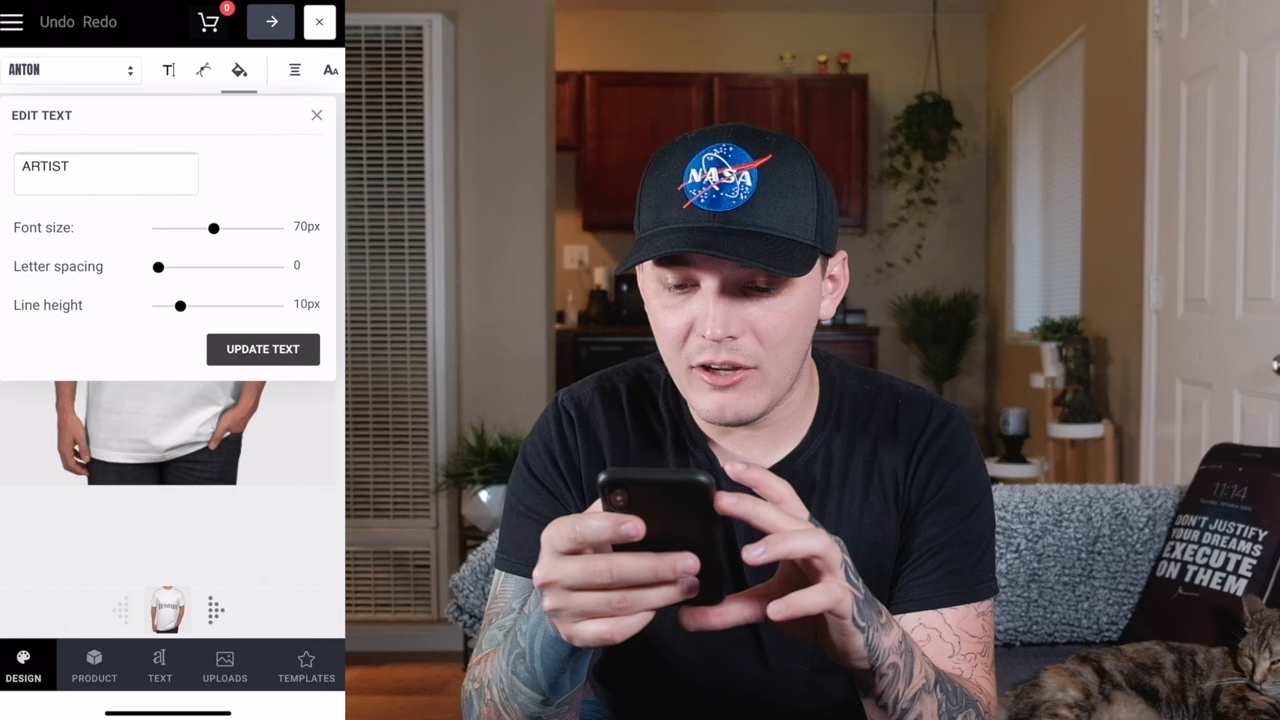 Undo Redo
0
ANTON
EDIT TEXT
ARTIST
Font size:
70px
Letter spacing
0
Line height
10px
UPDATE TEXT
DESIGN
PRODUCT
TEXT
UPLOADS
TEMPLATES
NASA
11:14
DON'T JUSTIFY
YOUR DREAMS
EXECUTE
ON THEM